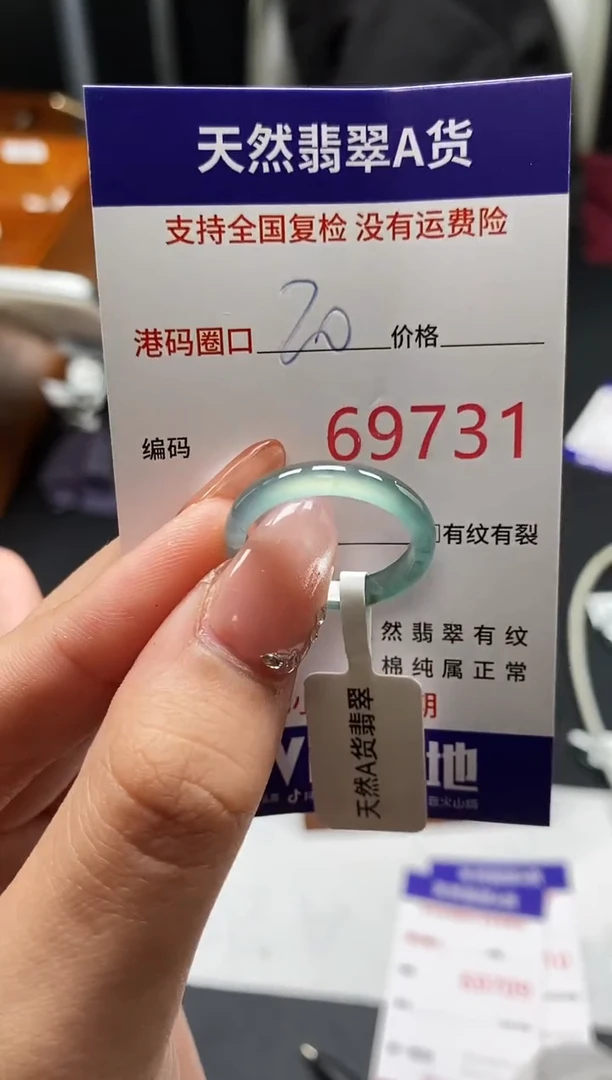 天然翡翠A货
支持全国复检 没有运费险
港码圈口 20 价格
编码 69731
有纹有裂
然翡翠有纹
棉纯属正常
地
天然A货翡翠